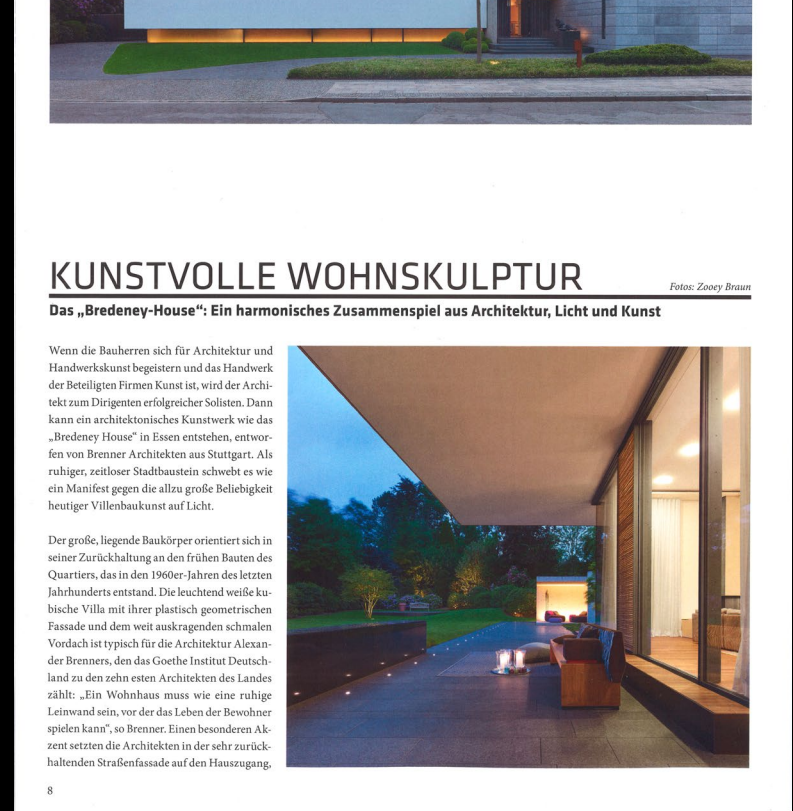 KUNSTVOLLE WOHNSKULPTUR
Fotos: Zooey Braun
Das „Bredeney-House“: Ein harmonisches Zusammenspiel aus Architektur, Licht und Kunst
Wenn die Bauherren sich für Architektur und
Handwerkskunst begeistern und das Handwerk
der Beteiligten Firmen Kunst ist, wird der Archi-
tekt zum Dirigenten erfolgreicher Solisten. Dann
kann ein architektonisches Kunstwerk wie das
„Bredeney House“ in Essen entstehen, entwor-
fen von Brenner Architekten aus Stuttgart. Als
ruhiger, zeitloser Stadtbaustein schwebt es wie
ein Manifest gegen die allzu große Beliebigkeit
heutiger Villenbaukunst auf Licht.
Der große, liegende Baukörper orientiert sich in
seiner Zurückhaltung an den frühen Bauten des
Quartiers, das in den 1960er-Jahren des letzten
Jahrhunderts entstand. Die leuchtend weiße ku-
bische Villa mit ihrer plastisch geometrischen
Fassade und dem weit auskragenden schmalen
Vordach ist typisch für die Architektur Alexan-
der Brenners, den das Goethe Institut Deutsch-
land zu den zehn esten Architekten des Landes
zählt: „Ein Wohnhaus muss wie eine ruhige
Leinwand sein, vor der das Leben der Bewohner
spielen kann“, so Brenner. Einen besonderen Ak-
zent setzten die Architekten in der sehr zurück-
haltenden Straßenfassade auf den Hauszugang,
8